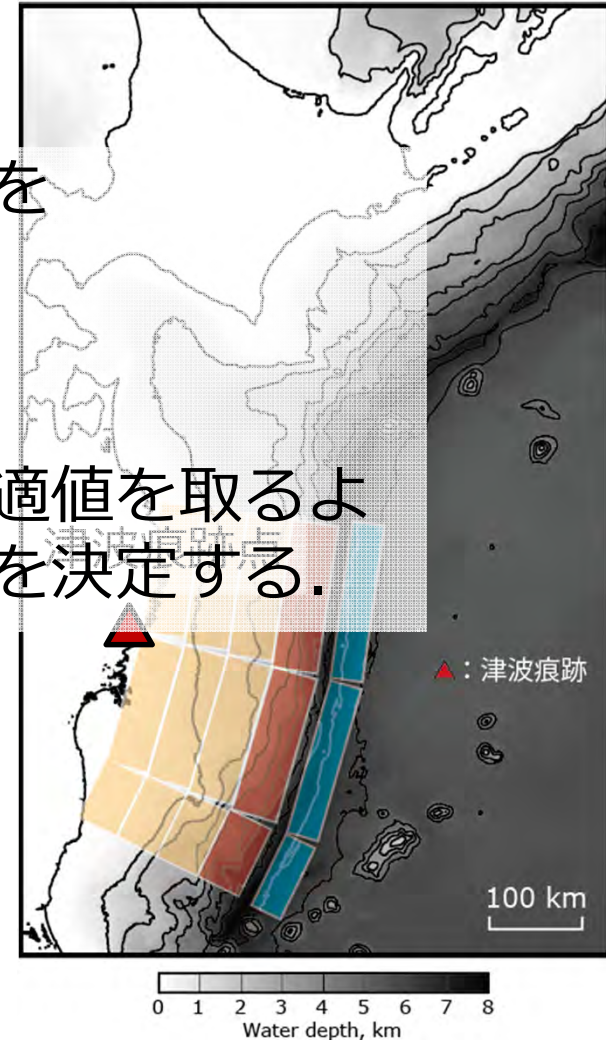 を
適値を取るよ
津波痕跡点
を決定する.
▲：津波痕跡
100 km
0 1 2 3 4 5 6 7 8
Water depth, km